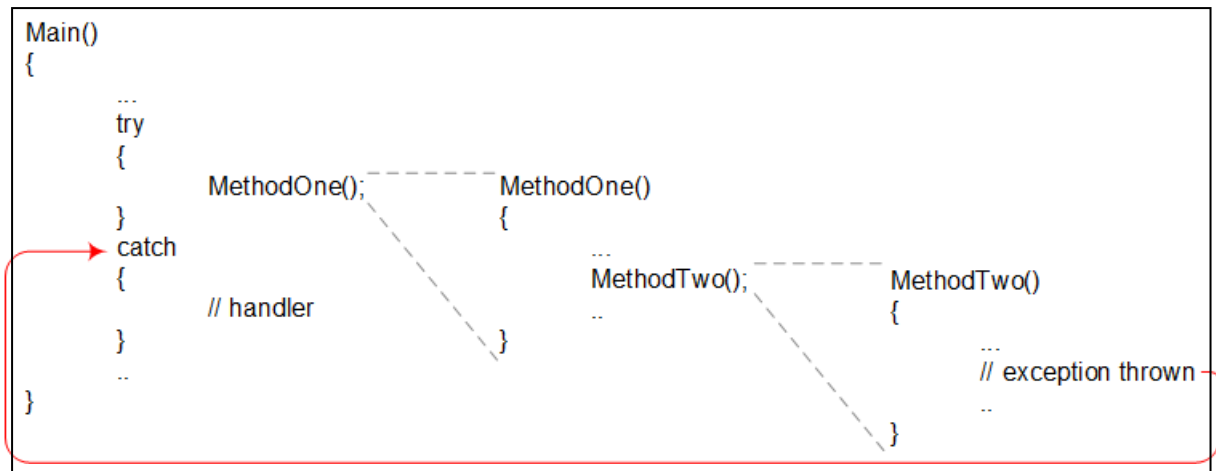 Main()
{
...
try
{
MethodOne();
}
catch
{
// handler
}
..
}
MethodOne()
{
...
MethodTwo();
..
}
MethodTwo()
{
...
// exception thrown
..
}